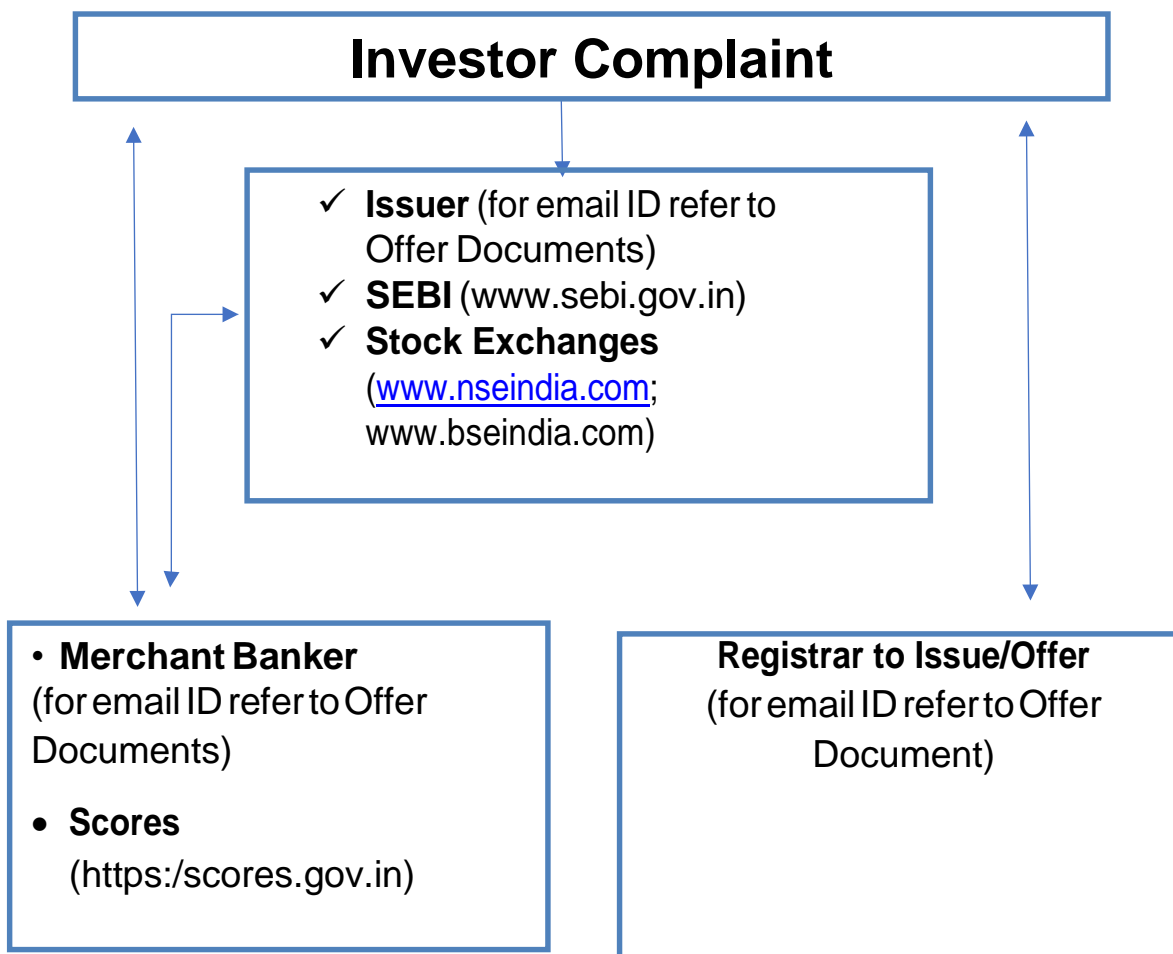 Investor Complaint
✓ Issuer (for email ID refer to
Offer Documents)
✓ SEBI (www.sebi.gov.in)
✓ Stock Exchanges
(www.nseindia.com;
www.bseindia.com)
• Merchant Banker
(for email ID refer to Offer
Documents)
• Scores
(https:/scores.gov.in)
Registrar to Issue/Offer
(for email ID refer to Offer
Document)